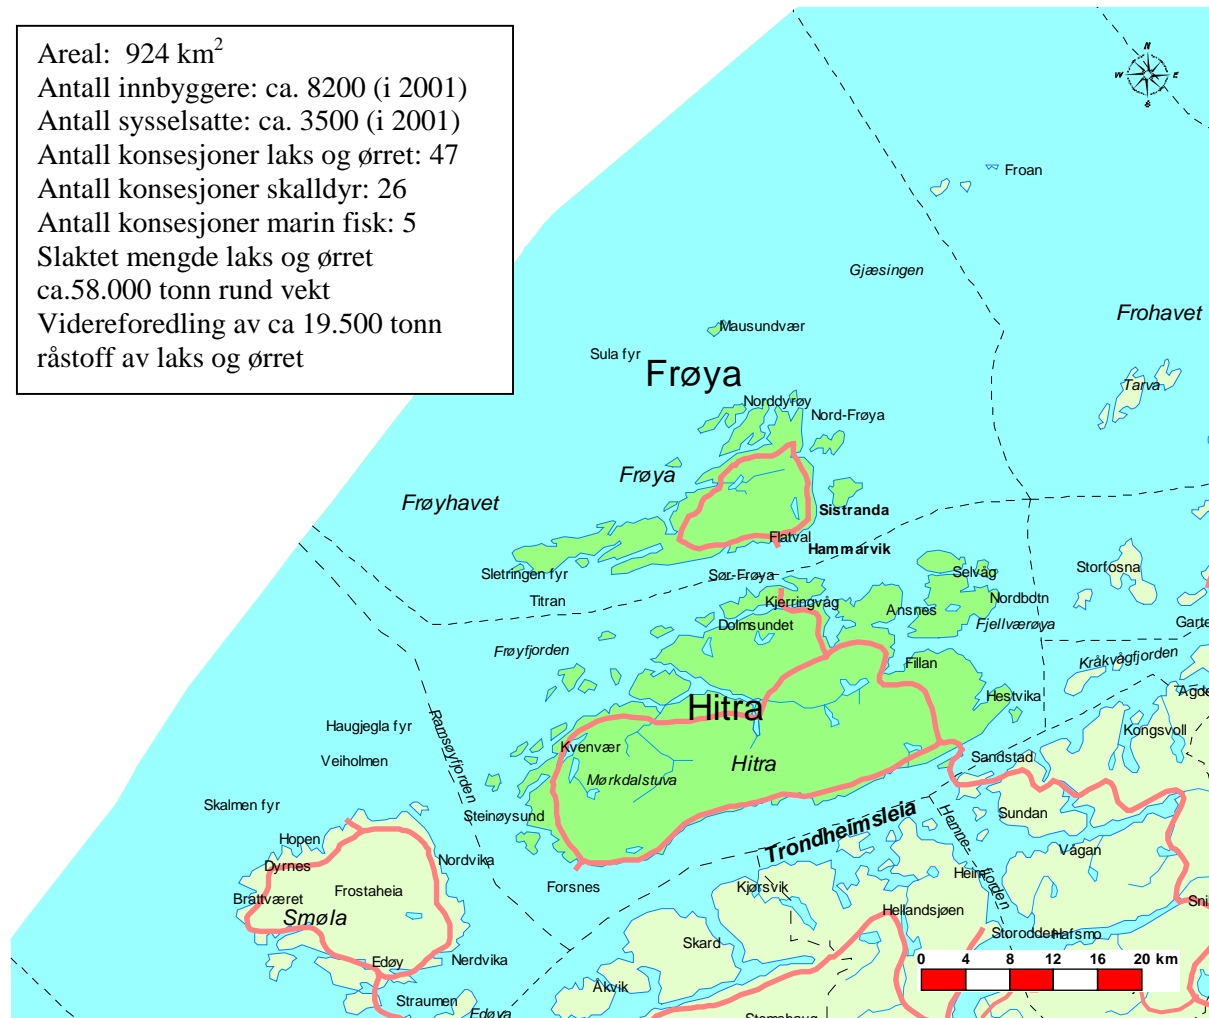 Areal: 924 km²
Antall innbyggere: ca. 8200 (i 2001)
Antall sysselsatte: ca. 3500 (i 2001)
Antall konsesjoner laks og ørret: 47
Antall konsesjoner skalldyr: 26
Antall konsesjoner marin fisk: 5
Slaktet mengde laks og ørret
ca.58.000 tonn rund vekt
Videreforedling av ca 19.500 tonn
råstoff av laks og ørret
N
W E
S
Froan
Gjæsingen
Frohavet
Mausundvær
Sula fyr
Frøya
Tarva
Norddyrøy
Nord-Frøya
Frøya
Frøyhavet
Sistranda
Flatval
Hammarvik
Sletringen fyr
Sør-Frøya
Selvåg
Storfosna
Titran
Kjerringvåg
Ansnes
Nordbotn
Dolmsundet
Fjellværøya
Garte
Frøyfjorden
Fillan
Kråkvågfjorden
Hestvika
Agde
Hitra
Haugjegla fyr
Ramsøyfjorden
Kongsvoll
Kvenvær
Veiholmen
Hitra
Sandstad
Mørkdalstuva
Skalmen fyr
Steinøysund
Trondheimsleia
Hemnefjorden
Sundan
Hopen
Nordvika
Vågan
Dyrnes
Heim
Frostaheia
Forsnes
Kjørsvik
Brattværet
Smøla
Hellandsjøen
Sni
Storodden
Hafsmo
Skard
Edøy
Nerdvika
0 4 8 12 16 20 km
Åkvik
Straumen
Edøya
Stemshaug